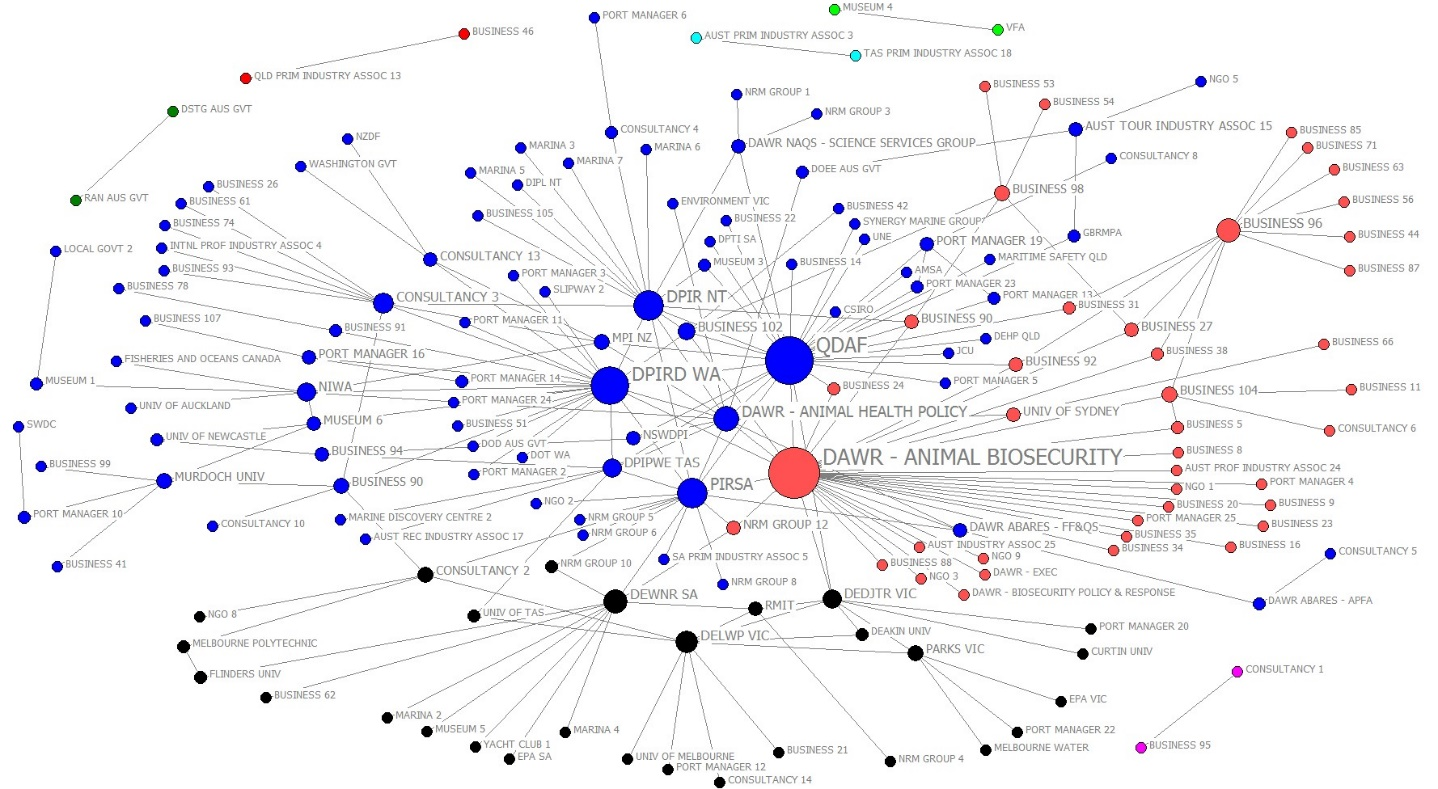 MUSEUM 4
PORT MANAGER 6
VFA
BUSINESS 46
AUST PRIM INDUSTRY ASSOC 3
TAS PRIM INDUSTRY ASSOC 18
QLD PRIM INDUSTRY ASSOC 13
BUSINESS 53
NGO 5
NRM GROUP 1
BUSINESS 54
DSTG AUS GVT
NRM GROUP 3
AUST TOUR INDUSTRY ASSOC 15
BUSINESS 85
CONSULTANCY 4
NZDF
DAWR NAQS - SCIENCE SERVICES GROUP
MARINA 3
MARINA 6
BUSINESS 71
CONSULTANCY 8
WASHINGTON GVT
MARINA 7
MARINA 5
DOEE AUS GVT
BUSINESS 63
DIPL NT
BUSINESS 26
BUSINESS 98
RAN AUS GVT
BUSINESS 61
ENVIRONMENT VIC
BUSINESS 56
BUSINESS 42
BUSINESS 105
BUSINESS 74
BUSINESS 22
SYNERGY MARINE GROUP
BUSINESS 96
GBRMPA
BUSINESS 44
UNE
DPTI SA
PORT MANAGER 19
INTNL PROF INDUSTRY ASSOC 4
LOCAL GOVT 2
CONSULTANCY 13
MARITIME SAFETY QLD
MUSEUM 3
BUSINESS 14
BUSINESS 93
BUSINESS 87
AMSA
PORT MANAGER 3
BUSINESS 78
PORT MANAGER 23
SLIPWAY 2
CONSULTANCY 3
DPIR NT
PORT MANAGER 13
BUSINESS 31
CSIRO
BUSINESS 107
PORT MANAGER 11
BUSINESS 90
BUSINESS 91
BUSINESS 102
BUSINESS 27
MPI NZ
DEHP QLD
QDAF
BUSINESS 66
PORT MANAGER 16
JCU
BUSINESS 38
FISHERIES AND OCEANS CANADA
BUSINESS 92
DPIRD WA
PORT MANAGER 14
PORT MANAGER 5
MUSEUM 1
BUSINESS 24
NIWA
BUSINESS 104
BUSINESS 11
PORT MANAGER 24
UNIV OF AUCKLAND
DAWR - ANIMAL HEALTH POLICY
UNIV OF SYDNEY
MUSEUM 6
SWDC
BUSINESS 51
BUSINESS 5
CONSULTANCY 6
UNIV OF NEWCASTLE
NSWDPI
DOD AUS GVT
BUSINESS 94
DOT WA
BUSINESS 8
DAWR - ANIMAL BIOSECURITY
BUSINESS 99
DIPIPWE TAS
AUST PROF INDUSTRY ASSOC 24
PORT MANAGER 2
MURDOCH UNIV
BUSINESS 90
PIRSA
NGO 1
PORT MANAGER 4
NGO 2
BUSINESS 20
BUSINESS 9
PORT MANAGER 10
MARINE DISCOVERY CENTRE 2
NRM GROUP 5
PORT MANAGER 25
CONSULTANCY 10
NRM GROUP 12
DAWR ABARES - FF&QS
BUSINESS 23
NRM GROUP 6
AUST REC INDUSTRY ASSOC 17
BUSINESS 35
AUST INDUSTRY ASSOC 25
BUSINESS 34
BUSINESS 16
CONSULTANCY 5
SA PRIM INDUSTRY ASSOC 5
NGO 9
BUSINESS 41
NRM GROUP 10
BUSINESS 88
CONSULTANCY 2
DAWR - EXEC
NGO 3
NRM GROUP 8
DAWR - BIOSECURITY POLICY & RESPONSE
DEWNR SA
DEDJTR VIC
DAWR ABARES - APFA
RMIT
NGO 8
UNIV OF TAS
PORT MANAGER 20
DEAKIN UNIV
DELWP VIC
MELBOURNE POLYTECHNIC
PARKS VIC
CURTIN UNIV
FLINDERS UNIV
CONSULTANCY 1
BUSINESS 62
EPA VIC
MARINA 2
MUSEUM 5
MARINA 4
PORT MANAGER 22
YACHT CLUB 1
MELBOURNE WATER
BUSINESS 95
BUSINESS 21
EPA SA
UNIV OF MELBOURNE
NRM GROUP 4
PORT MANAGER 12
CONSULTANCY 14